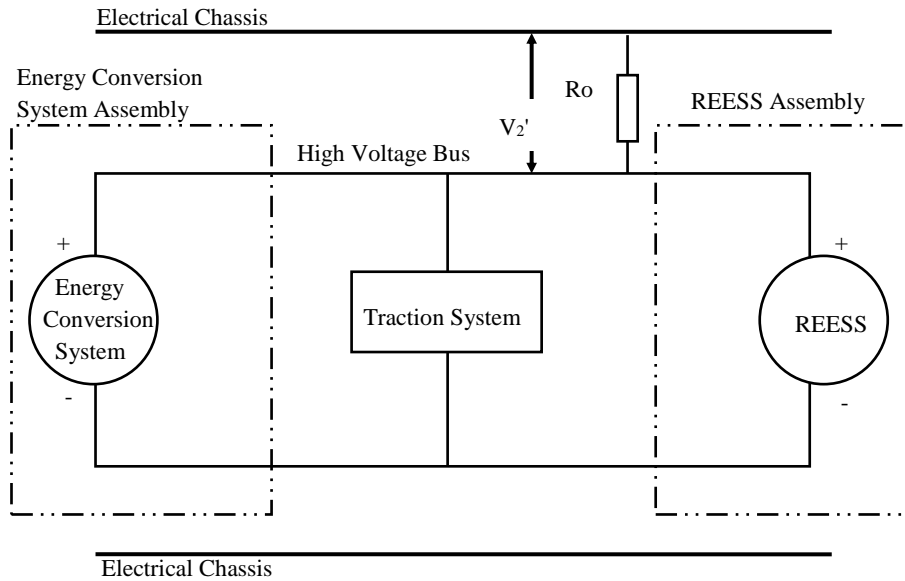 Electrical Chassis
Energy Conversion
System Assembly
Ro
REESS Assembly
V2'
High Voltage Bus
+
+
Energy
Conversion
System
Traction System
REESS
-
-
Electrical Chassis